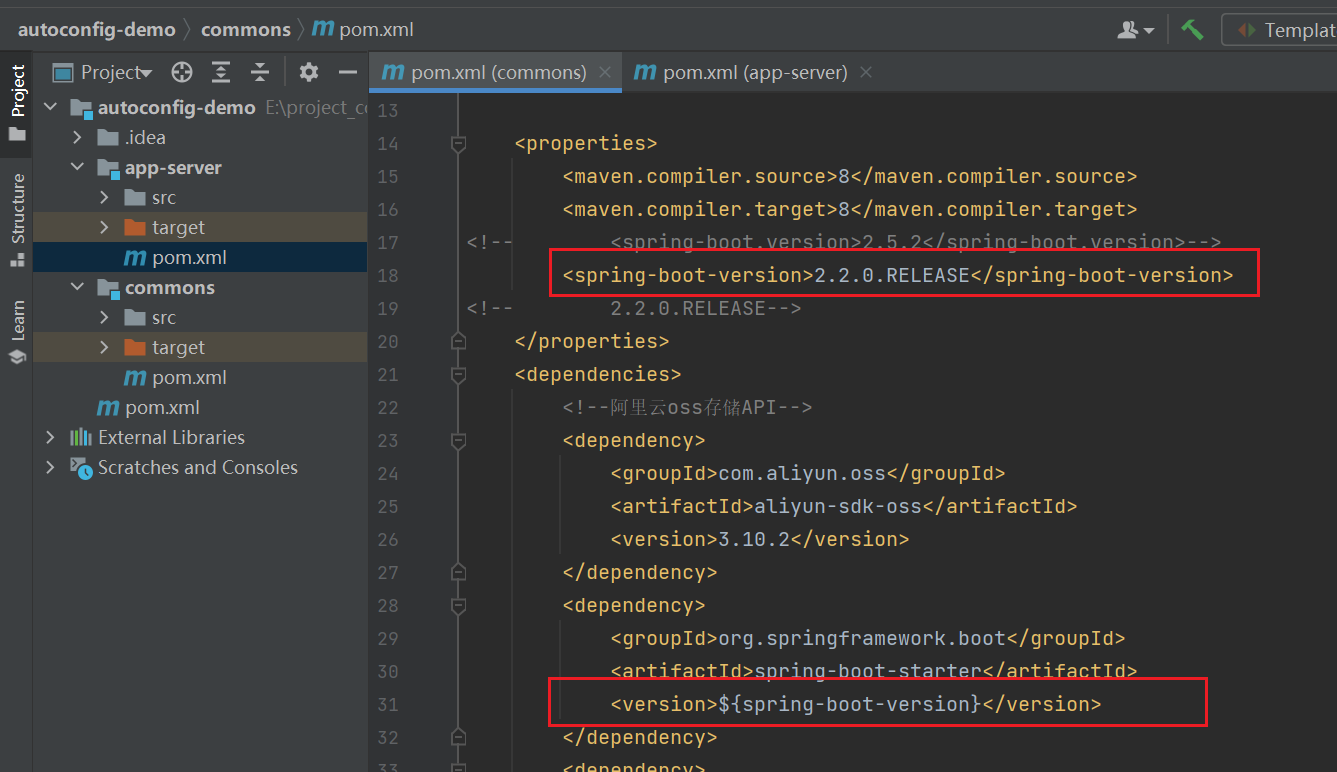 autoconfig-demo commons pom.xml
Templat
Project
pom.xml (commons)
pom.xml (app-server)
Project
Structure
Learn
autoconfig-demo E:\project_c
.idea
app-server
src
target
pom.xml
commons
src
target
pom.xml
pom.xml
External Libraries
Scratches and Consoles
13
14 <properties>
15 <maven.compiler.source>8</maven.compiler.source>
16 <maven.compiler.target>8</maven.compiler.target>
17 <!-- <spring-boot.version>2.5.2</spring-boot.version>-->
18 <spring-boot-version>2.2.0.RELEASE</spring-boot-version>
19 <!-- 2.2.0.RELEASE-->
20 </properties>
21 <dependencies>
22 <!--阿里云oss存储API-->
23 <dependency>
24 <groupId>com.aliyun.oss</groupId>
25 <artifactId>aliyun-sdk-oss</artifactId>
26 <version>3.10.2</version>
27 </dependency>
28 <dependency>
29 <groupId>org.springframework.boot</groupId>
30 <artifactId>spring-boot-starter</artifactId>
31 <version>${spring-boot-version}</version>
32 </dependency>
33 <dependency>